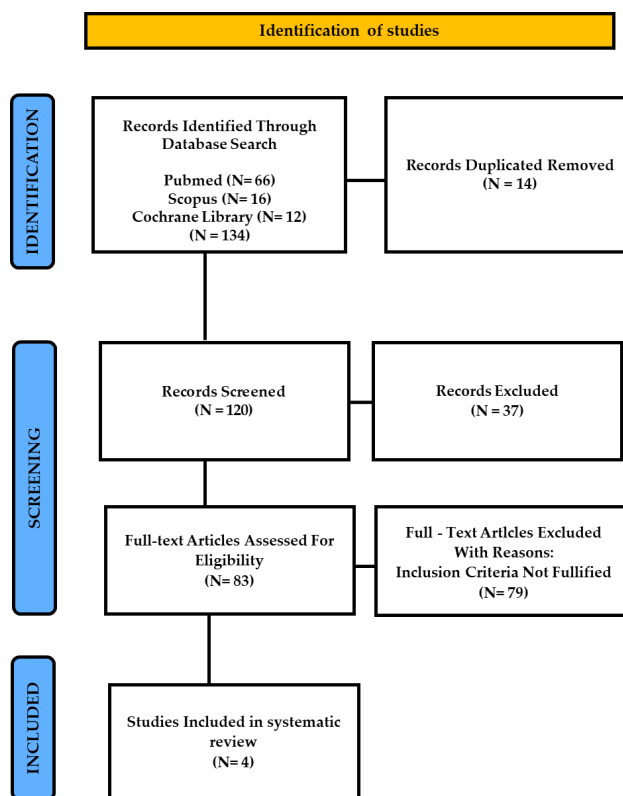 Identification of studies
IDENTIFICATION
Records Identified Through
Database Search
Pubmed (N= 66)
Scopus (N= 16)
Cochrane Library (N= 12)
(N = 134)
Records Duplicated Removed
(N = 14)
SCREENING
Records Screened
(N = 120)
Records Excluded
(N = 37)
Full-text Articles Assessed For
Eligibility
(N= 83)
Full - Text Artlcles Excluded
With Reasons:
Inclusion Criteria Not Fullified
(N= 79)
INCLUDED
Studies Included in systematic
review
(N= 4)